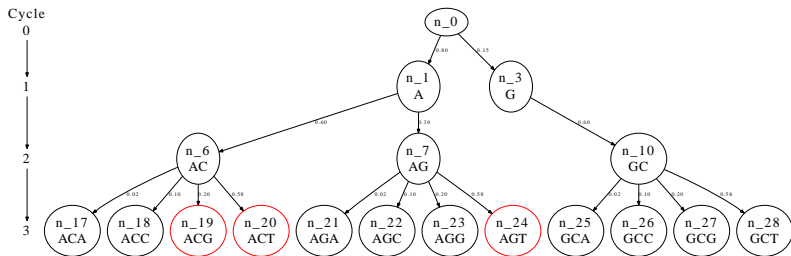 Cycle
0
n_0
0.80
0.15
1
n_1
A
n_3
G
0.60
0.30
0.60
2
n_6
AC
n_7
AG
n_10
GC
0.02
0.10
0.20
0.58
0.02
0.10
0.20
0.58
0.02
0.10
0.20
0.58
3
n_17
ACA
n_18
ACC
n_19
ACG
n_20
ACT
n_21
AGA
n_22
AGC
n_23
AGG
n_24
AGT
n_25
GCA
n_26
GCC
n_27
GCG
n_28
GCT